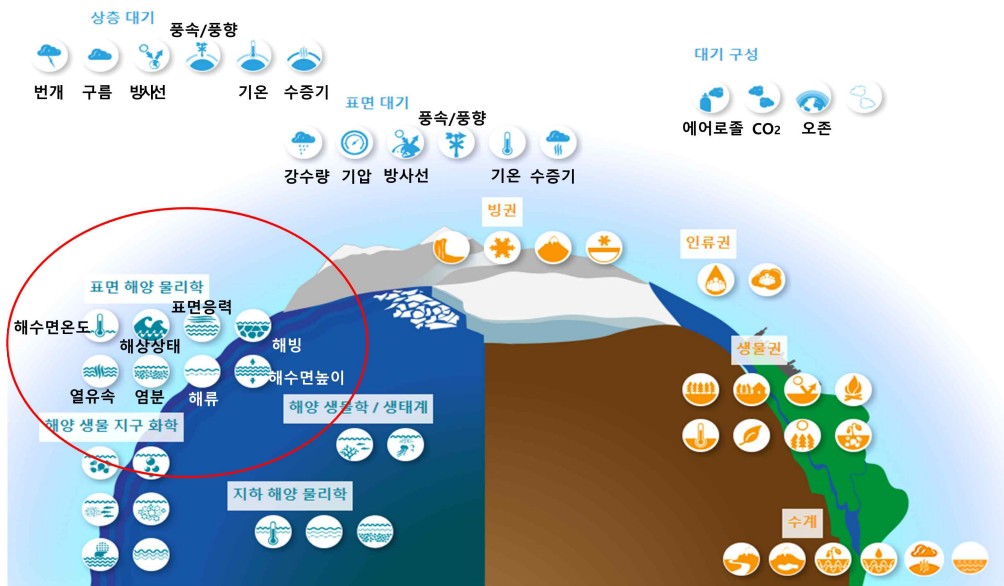 상층 대기
풍속/풍향
번개 구름 방사선 기온 수증기
대기 구성
에어로졸 CO2 오존
표면 대기
풍속/풍향
강수량 기압 방사선 기온 수증기
빙권
인류권
표면 해양 물리학
표면응력
해수면온도
해상상태
해빙
열유속 염분 해류 해수면높이
생물권
해양 생물학 / 생태계
해양 생물 지구 화학
지하 해양 물리학
수계